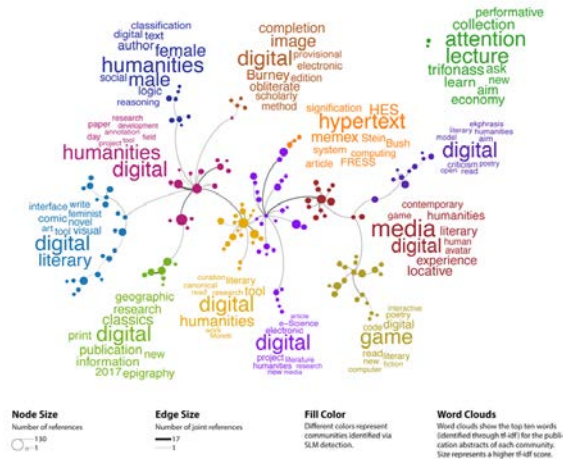 classification
digital text
author female
humanities
social male
logic
reasoning
completion
image
digital provisional
electronic
Burney edition
obliterate
scholarly
method
performative
collection
attention
lecture
trifonass ask
learn new
aim
economy
paper research
development
annotation
day project tool field
humanities
digital
signification HES
hypertext
memex Stein
system Bush
computing
article FRESS
ekphrasis
literary humanities
model aim
digital
criticism poetry
open read
interface write
comic feminist
novel
art tool visual
digital
literary
contemporary
game humanities
media literary
digital human
avatar
experience
locative
geographic
research
classics
print digital
publication new
information
2017 epigraphy
curation literary
canonical
read research tool
digital
humanities
work
Moretti
article
e-Science
electronic
digital
project literature
humanities research
new media
interactive
poetry
code digital
game
read literary
new fiction
computer
Node Size
Number of references
130
1
Edge Size
Number of joint references
17
1
Fill Color
Different colors represent
communities identified via
SLM detection.
Word Clouds
Word clouds show the top ten words
(identified through tf-idf) for the publi-
cation abstracts of each community.
Size represents a higher tf-idf score.